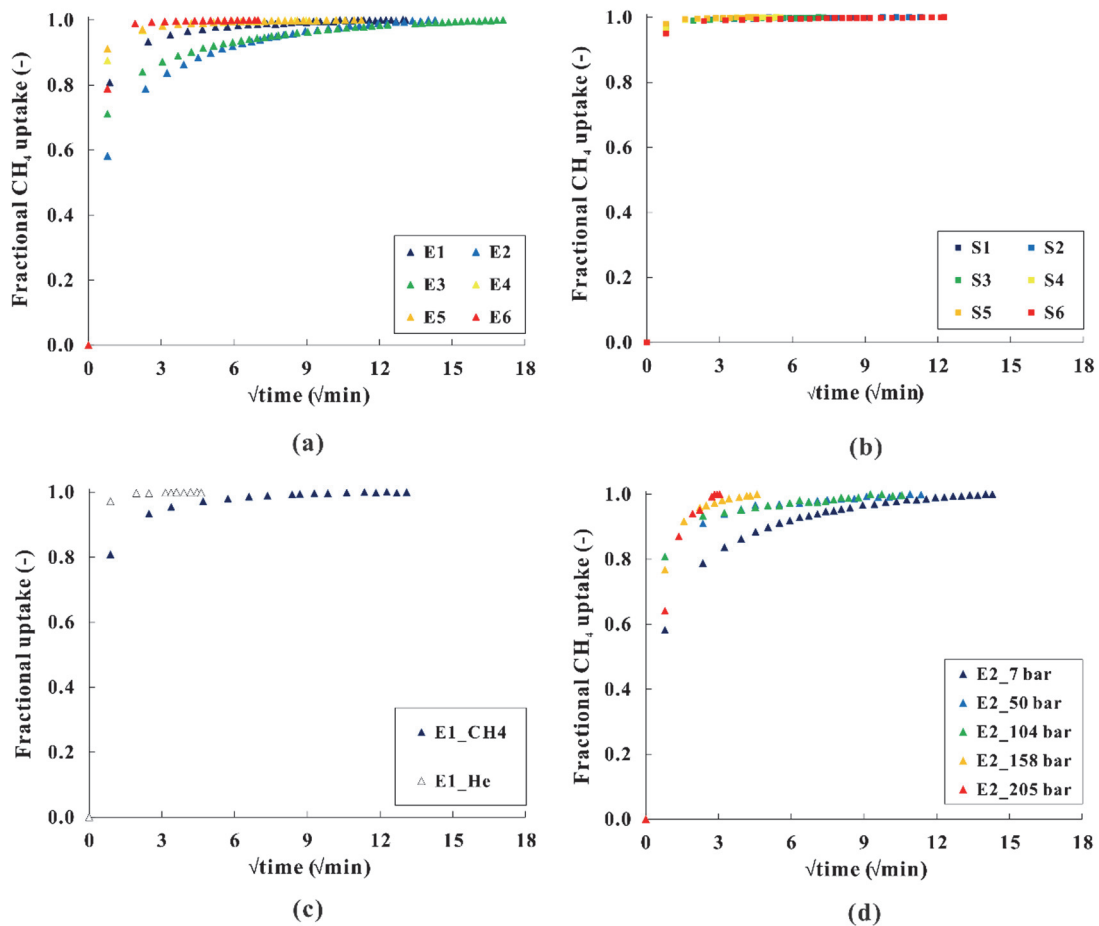 Fractional CH₄ uptake (-)
1.0
0.8
0.6
0.4
0.2
0.0
E1 E2
E3 E4
E5 E6
0 3 6 9 12 15 18
√time (√min)
(a)
Fractional CH₄ uptake (-)
1.0
0.8
0.6
0.4
0.2
0.0
S1 S2
S3 S4
S5 S6
0 3 6 9 12 15 18
√time (√min)
(b)
Fractional uptake (-)
1.0
0.8
0.6
0.4
0.2
0.0
E1_CH4
E1_He
0 3 6 9 12 15 18
√time (√min)
(c)
Fractional CH₄ uptake (-)
1.0
0.8
0.6
0.4
0.2
0.0
E2_7 bar
E2_50 bar
E2_104 bar
E2_158 bar
E2_205 bar
0 3 6 9 12 15 18
√time (√min)
(d)